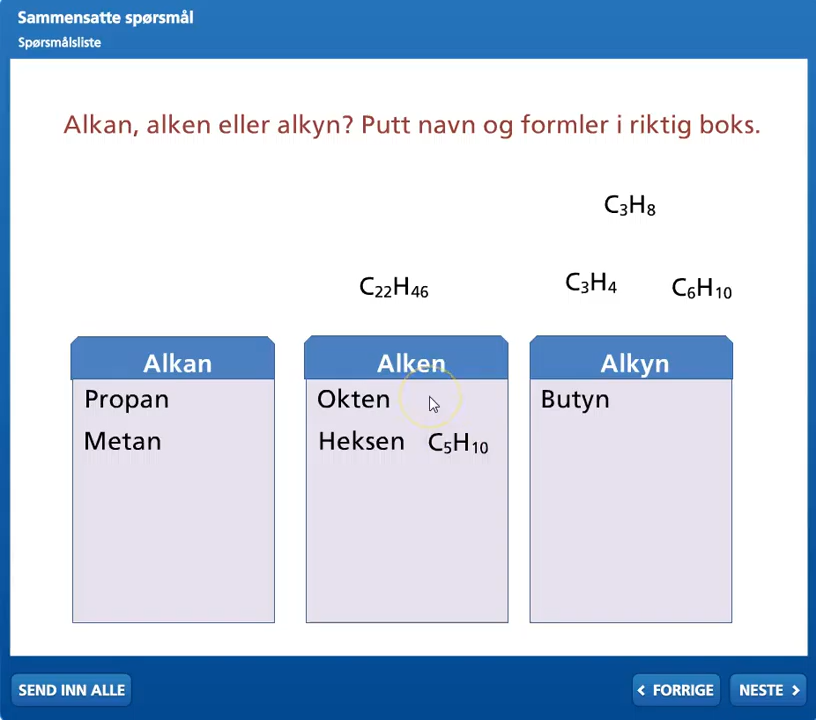 Sammensatte spørsmål
Spørsmålsliste
Alkan, alken eller alkyn? Putt navn og formler i riktig boks.
C₃H₈
C₂₂H₄₆
C₃H₄
C₆H₁₀
Alkan
Alken
Alkyn
Propan
Okten
Butyn
Metan
Heksen
C₅H₁₀
SEND INN ALLE
FORRIGE
NESTE